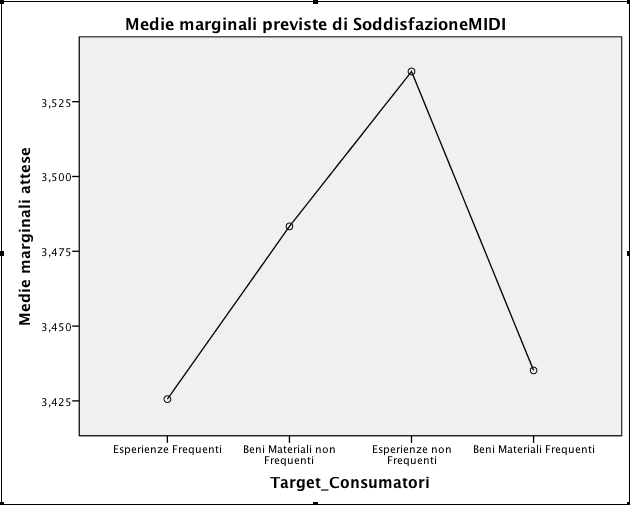 Medie marginali previste di SoddisfazioneMIDI
Medie marginali attese
3,525
3,500
3,475
3,450
3,425
Esperienze Frequenti
Beni Materiali non
Frequenti
Esperienze non
Frequenti
Beni Materiali Frequenti
Target_Consumatori